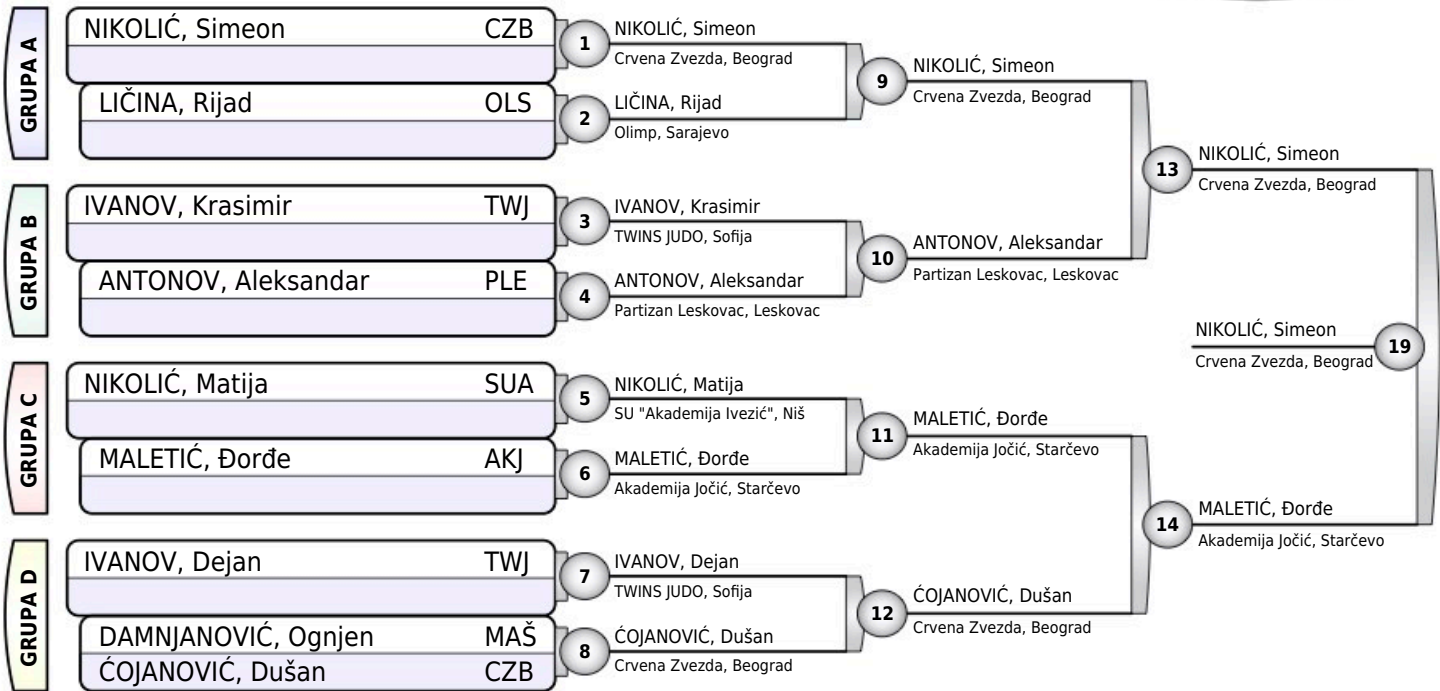 GRUPA A
NIKOLIĆ, Simeon CZB
LIČINA, Rijad OLS
1
NIKOLIĆ, Simeon
Crvena Zvezda, Beograd
2
LIČINA, Rijad
Olimp, Sarajevo
9
NIKOLIĆ, Simeon
Crvena Zvezda, Beograd
GRUPA B
IVANOV, Krasimir TWJ
ANTONOV, Aleksandar PLE
3
IVANOV, Krasimir
TWINS JUDO, Sofija
4
ANTONOV, Aleksandar
Partizan Leskovac, Leskovac
10
ANTONOV, Aleksandar
Partizan Leskovac, Leskovac
13
NIKOLIĆ, Simeon
Crvena Zvezda, Beograd
GRUPA C
NIKOLIĆ, Matija SUA
MALETIĆ, Đorđe AKJ
5
NIKOLIĆ, Matija
SU "Akademija Ivezić", Niš
6
MALETIĆ, Đorđe
Akademija Jočić, Starčevo
11
MALETIĆ, Đorđe
Akademija Jočić, Starčevo
GRUPA D
IVANOV, Dejan TWJ
DAMNJANOVIĆ, Ognjen MAŠ
ĆOJANOVIĆ, Dušan CZB
7
IVANOV, Dejan
TWINS JUDO, Sofija
8
ĆOJANOVIĆ, Dušan
Crvena Zvezda, Beograd
12
ĆOJANOVIĆ, Dušan
Crvena Zvezda, Beograd
14
MALETIĆ, Đorđe
Akademija Jočić, Starčevo
NIKOLIĆ, Simeon
Crvena Zvezda, Beograd
19